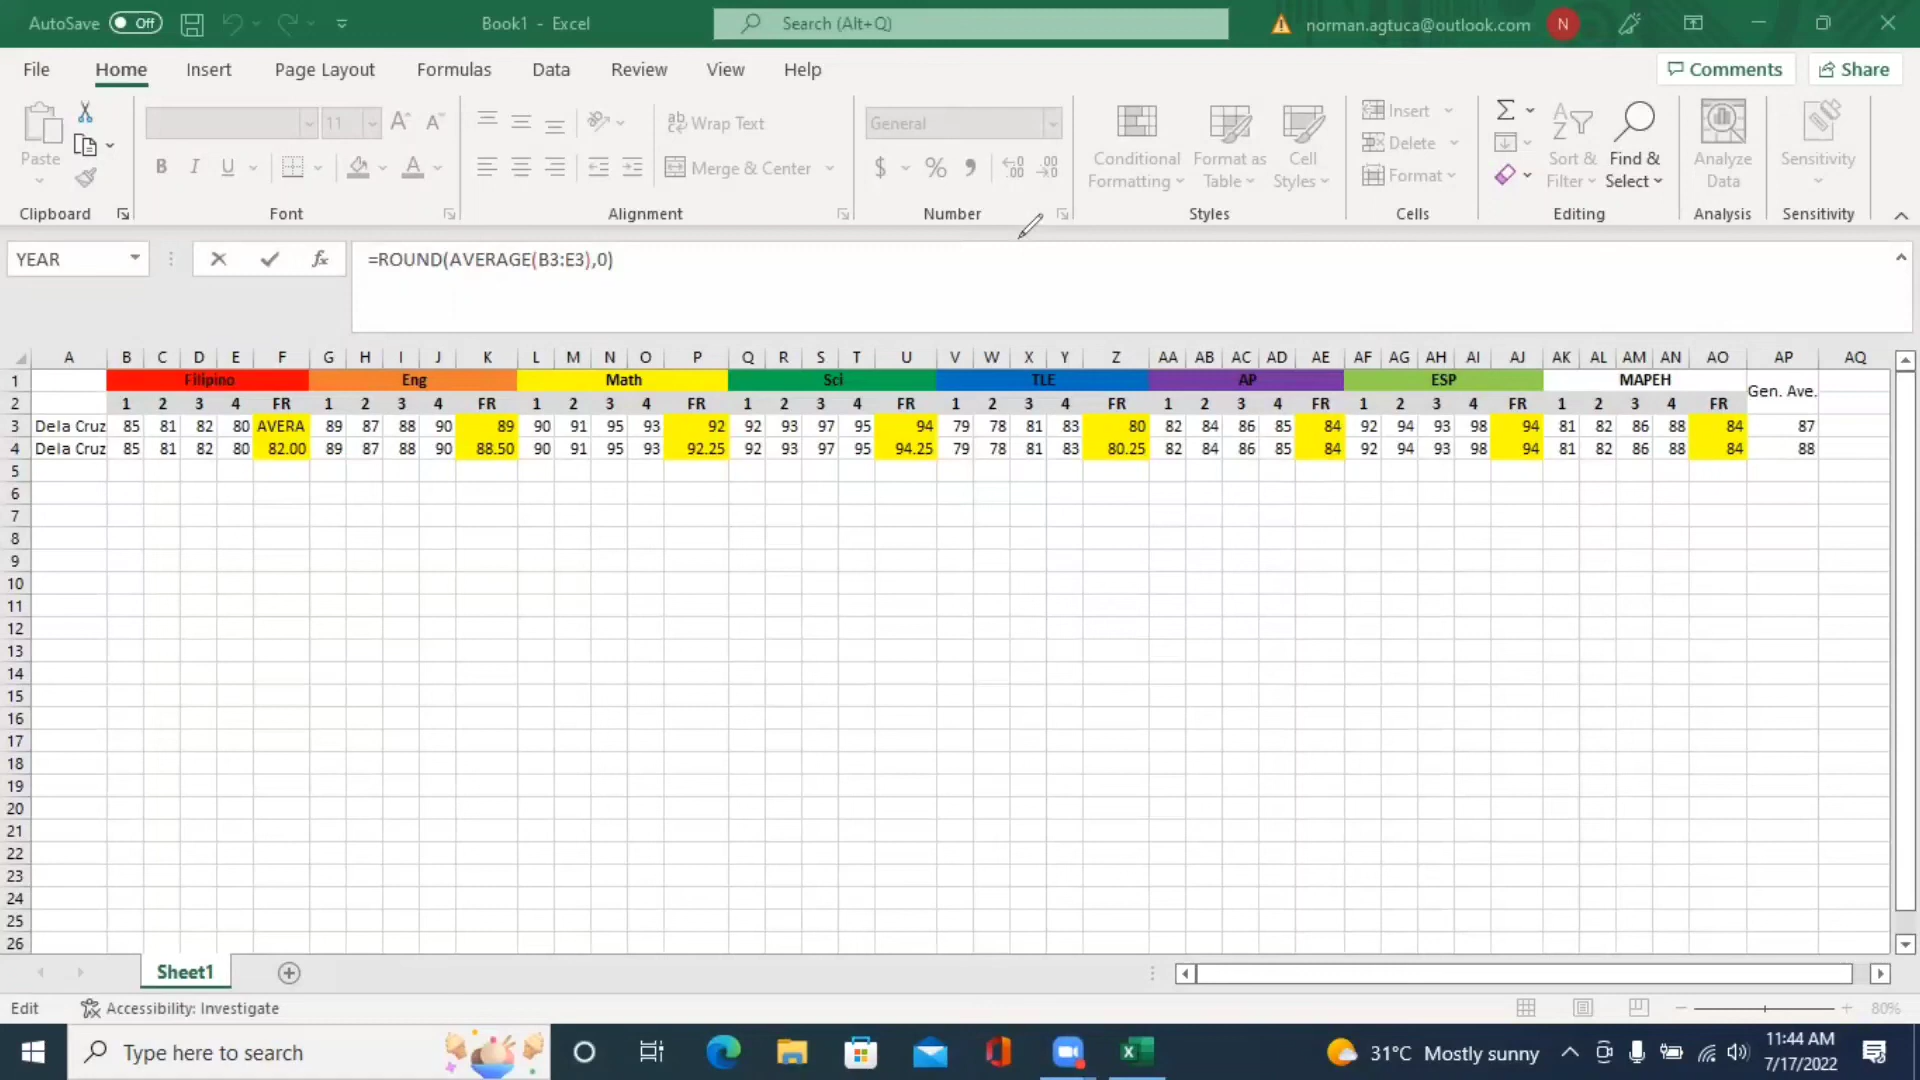 AutoSave Off Book1 - Excel Search (Alt+Q) norman.agtuca@outlook.com N
File Home Insert Page Layout Formulas Data Review View Help Comments Share
Paste 11 A A Wrap Text General Conditional Formatting Format as Table Cell Styles Insert Sort & Filter Find & Select Analyze Data Sensitivity
B I U A Merge & Center $ % Delete
Format
Clipboard Font Alignment Number Styles Cells Editing Analysis Sensitivity
YEAR fx =ROUND(AVERAGE(B3:E3),0)
A B C D E F G H I J K L M N O P Q R S T U V W X Y Z AA AB AC AD AE AF AG AH AI AJ AK AL AM AN AO AP AQ
1 Filipino Eng Math Sci TLE AP ESP MAPEH Gen. Ave.
2 1 2 3 4 FR 1 2 3 4 FR 1 2 3 4 FR 1 2 3 4 FR 1 2 3 4 FR 1 2 3 4 FR 1 2 3 4 FR 1 2 3 4 FR
3 Dela Cruz 85 81 82 80 AVERA 89 87 88 90 89 90 91 95 93 92 92 93 97 95 94 79 78 81 83 80 82 84 86 85 84 92 94 93 98 94 81 82 86 88 84 87
4 Dela Cruz 85 81 82 80 82.00 89 87 88 90 88.50 90 91 95 93 92.25 92 93 97 95 94.25 79 78 81 83 80.25 82 84 86 85 84 92 94 93 98 94 81 82 86 88 84 88
5
6
7
8
9
10
11
12
13
14
15
16
17
18
19
20
21
22
23
24
25
26
Sheet1
Edit Accessibility: Investigate 80%
Type here to search 31°C Mostly sunny 11:44 AM
7/17/2022